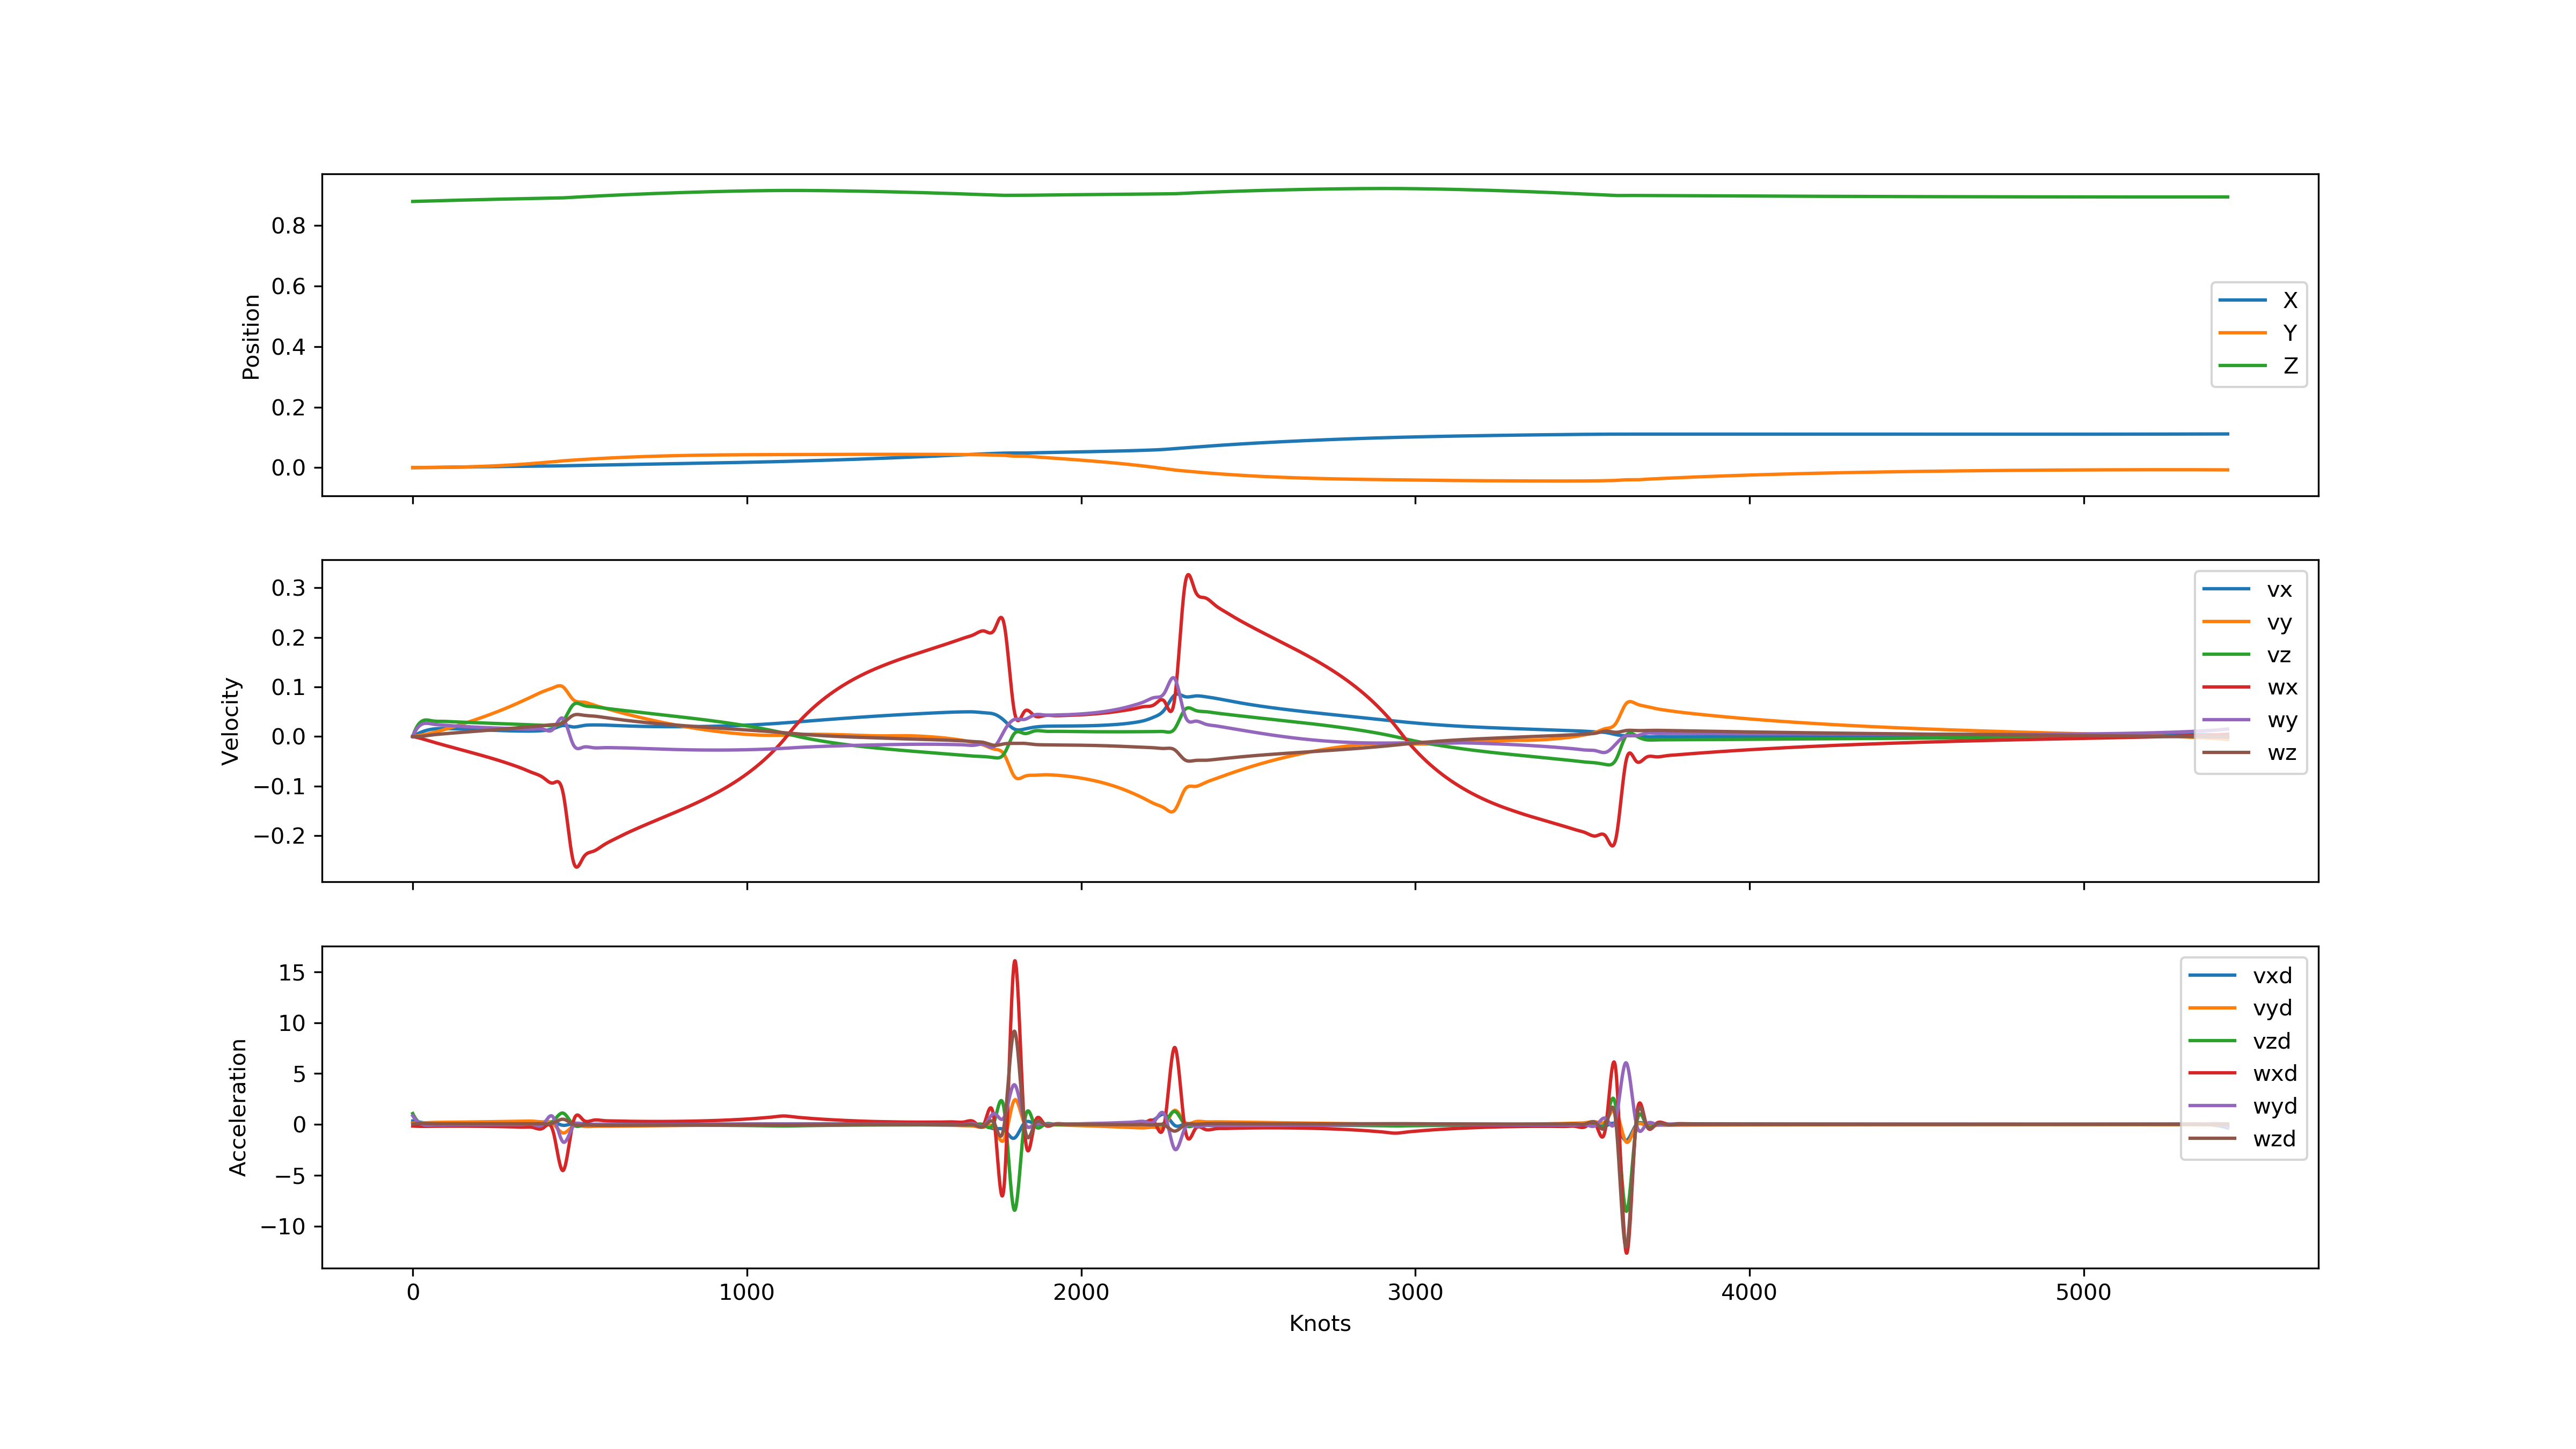 0.8
0.6
0.4
0.2
0.0
Position
X
Y
Z
0.3
0.2
0.1
0.0
−0.1
−0.2
Velocity
vx
vy
vz
wx
wy
wz
15
10
5
0
−5
−10
Acceleration
vxd
vyd
vzd
wxd
wyd
wzd
0 1000 2000 3000 4000 5000
Knots